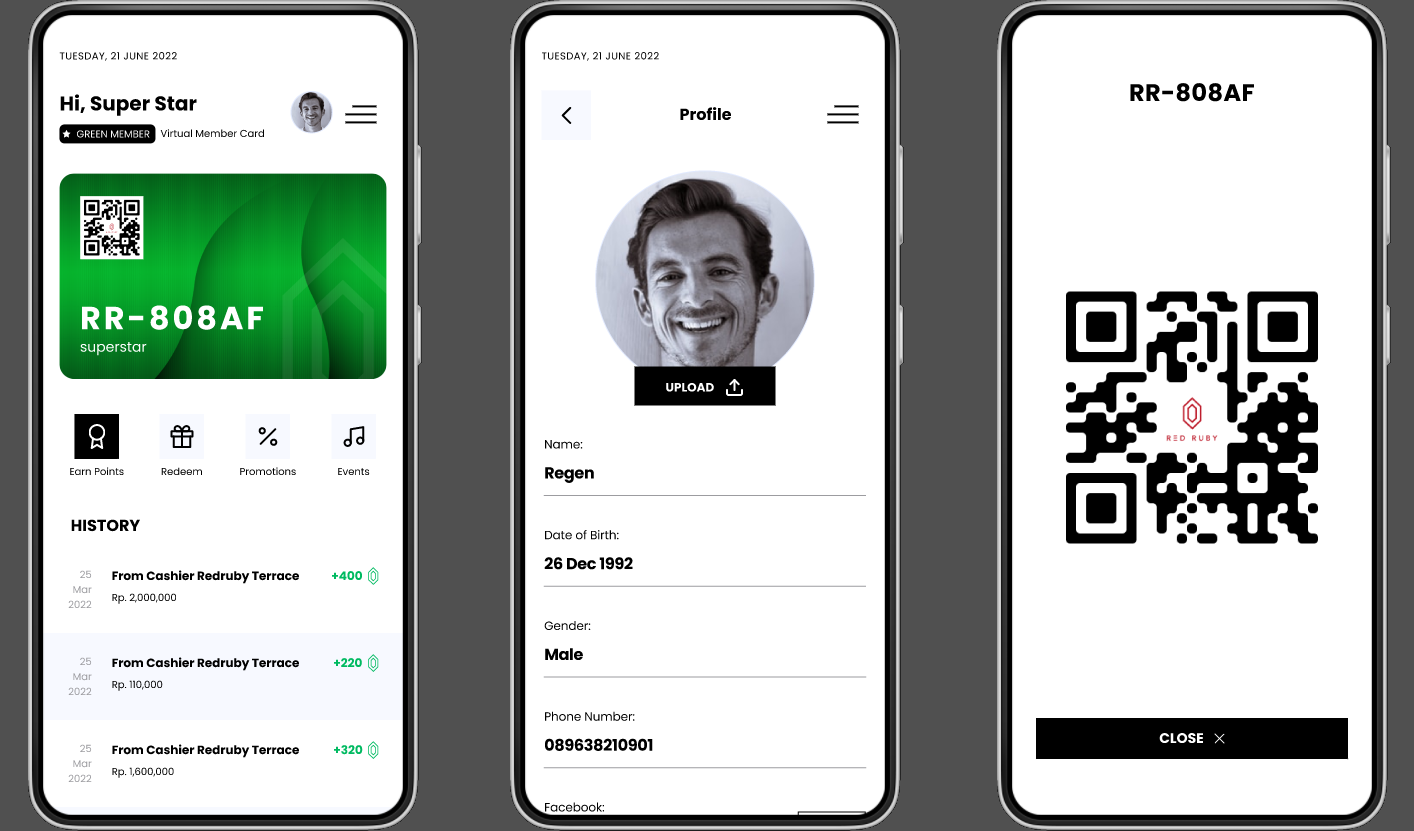 TUESDAY, 21 JUNE 2022
Hi, Super Star
GREEN MEMBER
Virtual Member Card
RR-808AF
superstar
Earn Points
Redeem
Promotions
Events
HISTORY
25
Mar
2022
From Cashier Redruby Terrace
+400
Rp. 2,000,000
25
Mar
2022
From Cashier Redruby Terrace
+220
Rp. 110,000
25
Mar
2022
From Cashier Redruby Terrace
+320
Rp. 1,600,000
TUESDAY, 21 JUNE 2022
Profile
UPLOAD
Name:
Regen
Date of Birth:
26 Dec 1992
Gender:
Male
Phone Number:
089638210901
Facebook:
RR-808AF
RED RUBY
CLOSE